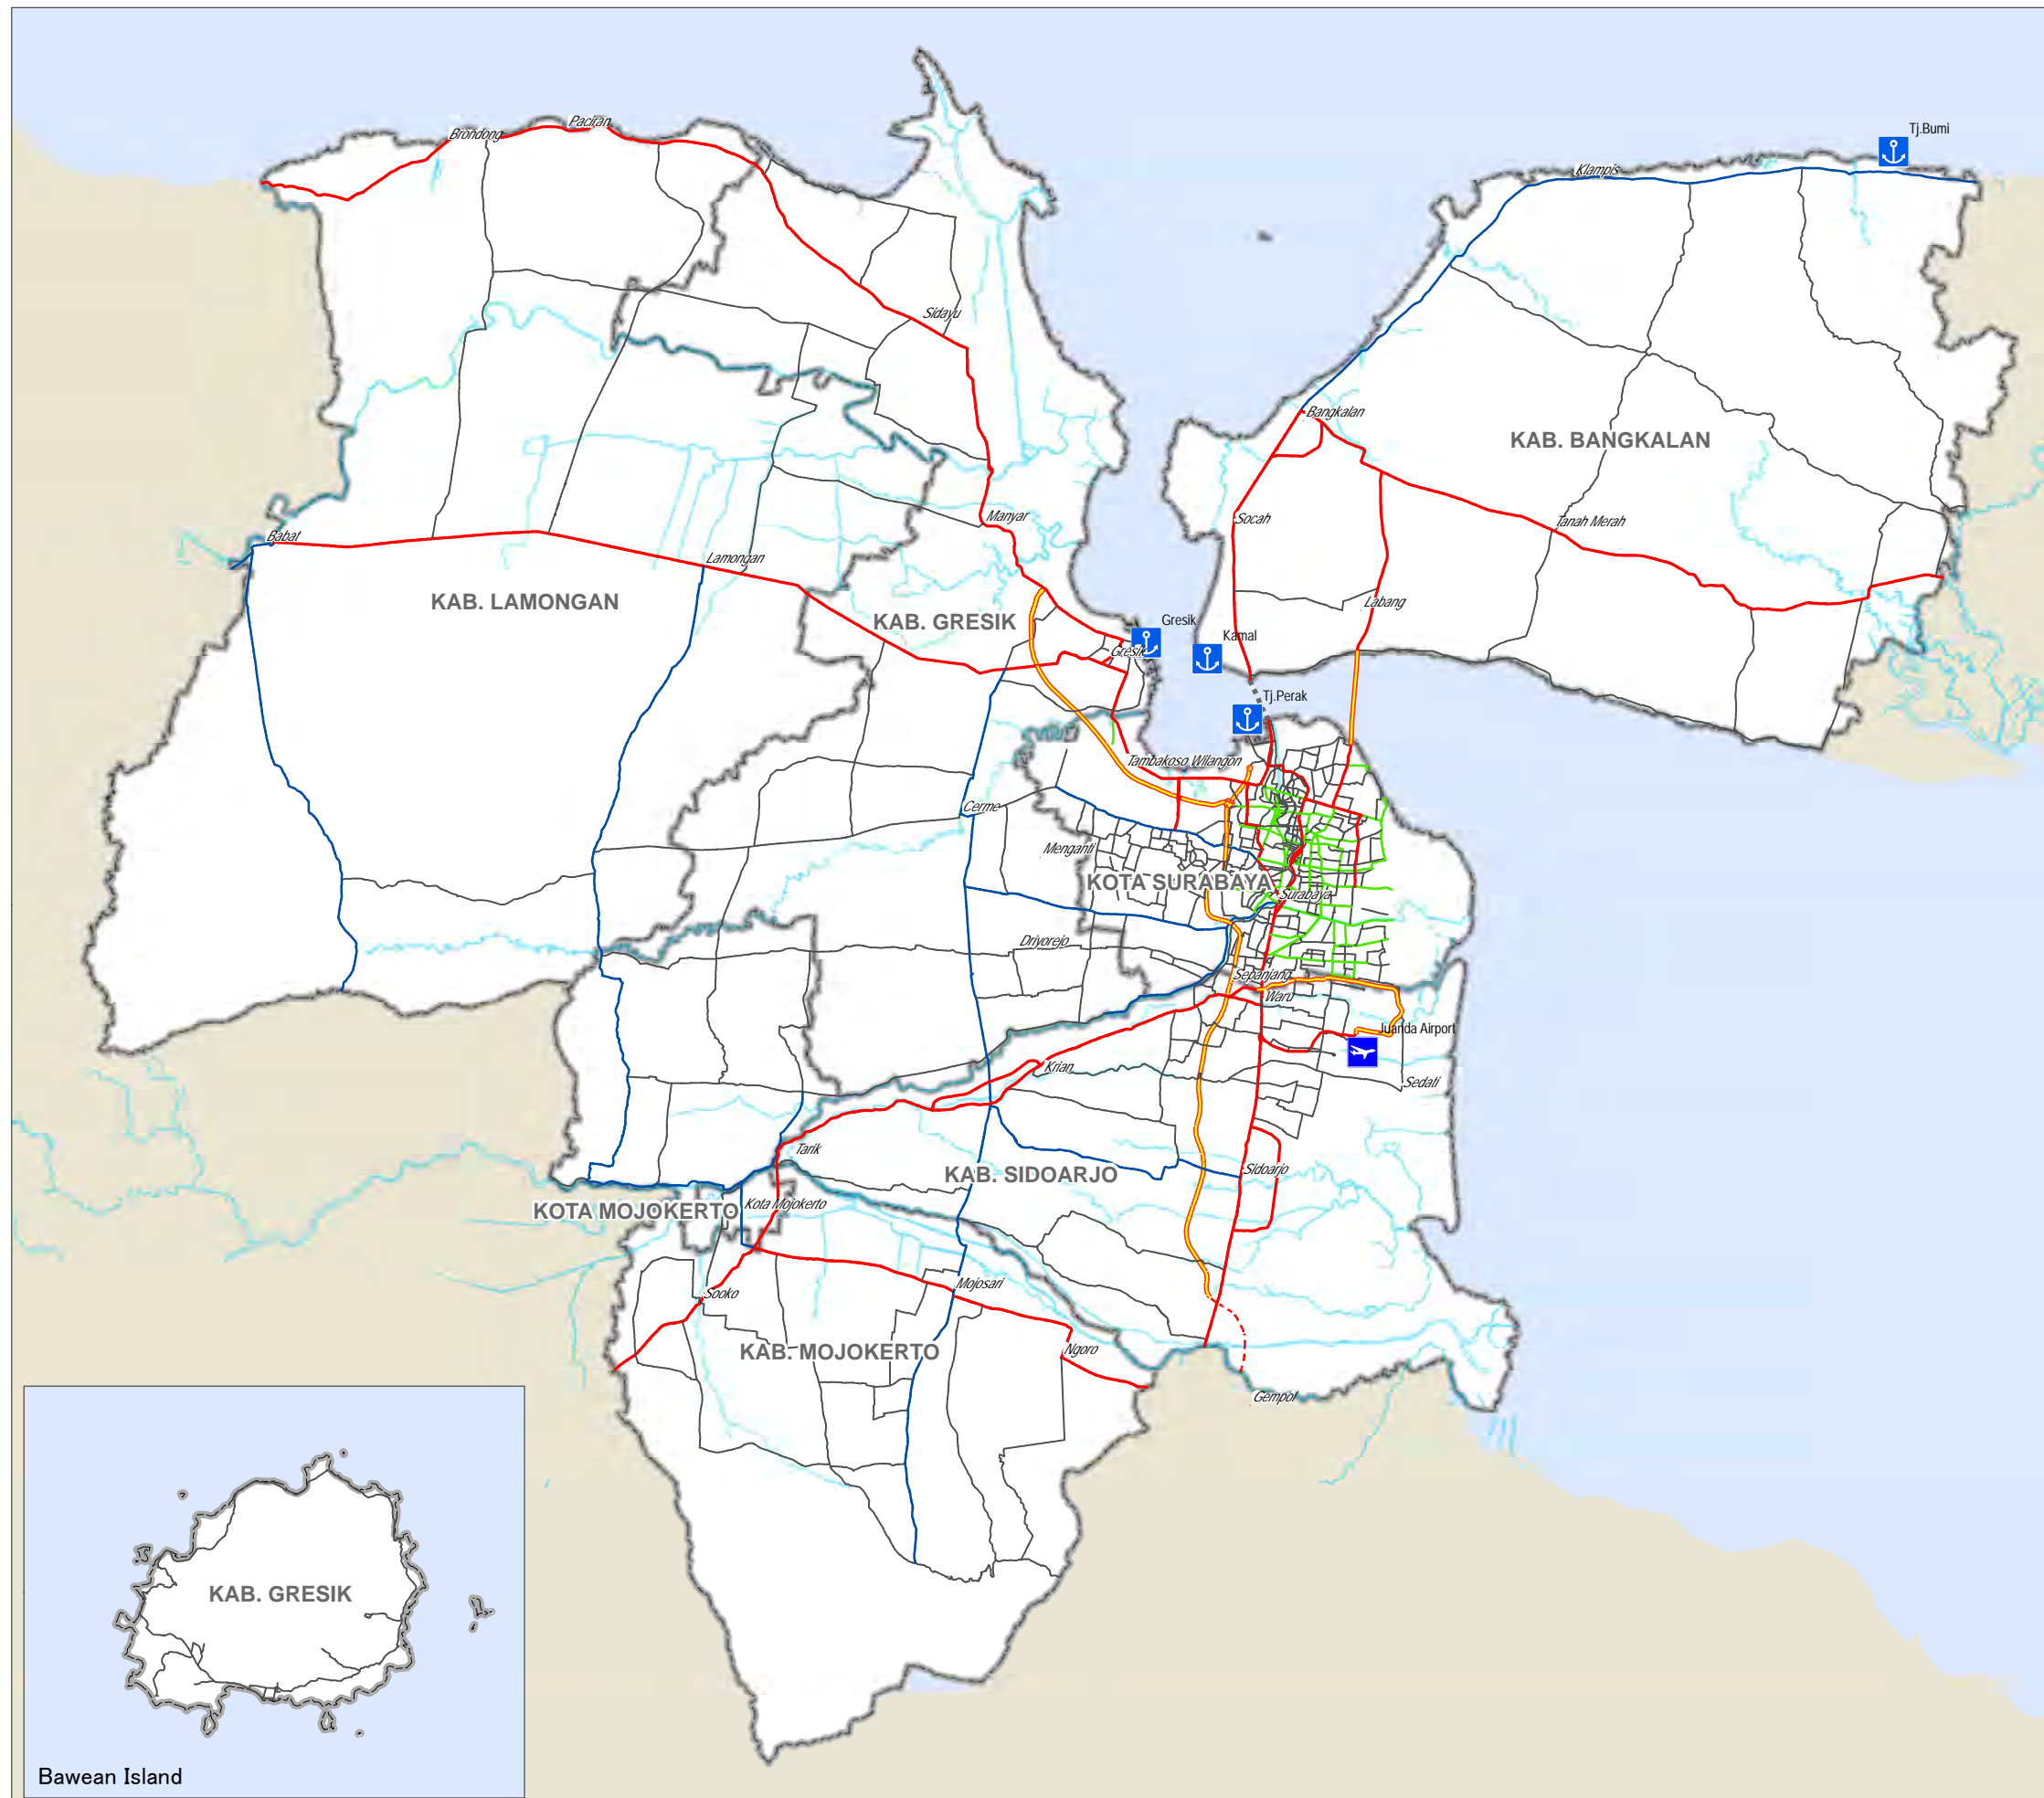 Tj.Bumi
Paciran
Brondong
Klampis
Sidayu
Bangkalan
KAB. BANGKALAN
Manyar
Socah
Tanah Merah
Babat
Lamongan
KAB. LAMONGAN
Labang
KAB. GRESIK
Gresik
Kamal
Gresik
Tj.Perak
Tambakoso Wilangon
Cerme
Menganti
KOTA SURABAYA
Surabaya
Driyorejo
Sepanjang
Waru
Juanda Airport
Krian
Sedati
Tarik
KAB. SIDOARJO
Sidoarjo
KOTA MOJOKERTO
Kota Mojokerto
Mojosari
Sooko
KAB. MOJOKERTO
Ngoro
Gempol
KAB. GRESIK
Bawean Island